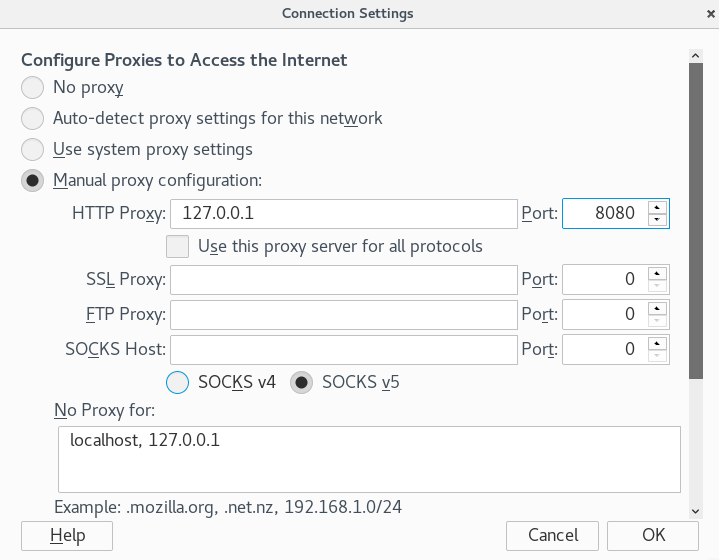 Connection Settings ×
Configure Proxies to Access the Internet
No proxy
Auto-detect proxy settings for this network
Use system proxy settings
Manual proxy configuration:
HTTP Proxy: 127.0.0.1 Port: 8080
Use this proxy server for all protocols
SSL Proxy: Port: 0
FTP Proxy: Port: 0
SOCKS Host: Port: 0
SOCKS v4 SOCKS v5
No Proxy for:
localhost, 127.0.0.1
Example: .mozilla.org, .net.nz, 192.168.1.0/24
Help Cancel OK